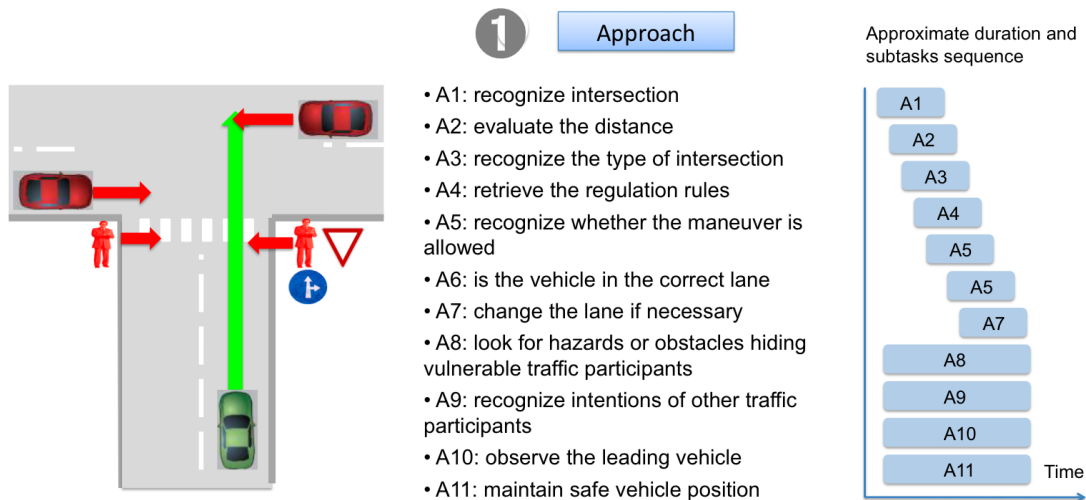 1
Approach
Approximate duration and
subtasks sequence
• A1: recognize intersection
• A2: evaluate the distance
• A3: recognize the type of intersection
• A4: retrieve the regulation rules
• A5: recognize whether the maneuver is
allowed
• A6: is the vehicle in the correct lane
• A7: change the lane if necessary
• A8: look for hazards or obstacles hiding
vulnerable traffic participants
• A9: recognize intentions of other traffic
participants
• A10: observe the leading vehicle
• A11: maintain safe vehicle position
A1
A2
A3
A4
A5
A5
A7
A8
A9
A10
A11
Time